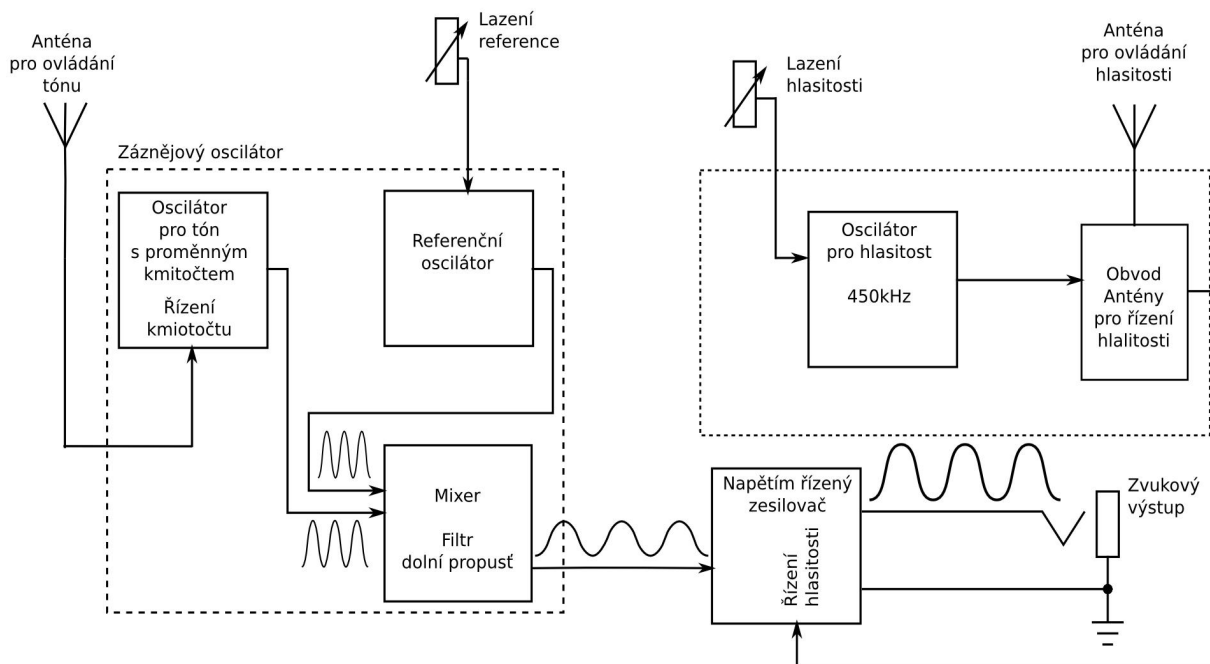 Anténa
pro ovládání
tónu
Lazení
reference
Lazení
hlasitosti
Anténa
pro ovládání
hlasitosti
Záznějový oscilátor
Oscilátor
pro tón
s proměnným
kmitočtem
Řízení
kmiotočtu
Referenční
oscilátor
Oscilátor
pro hlasitost
450kHz
Obvod
Antény
pro řízení
hlalitosti
Mixer
Filtr
dolní propusť
Napětím řízený
zesilovač
Řízení
hlasitosti
Zvukový
výstup